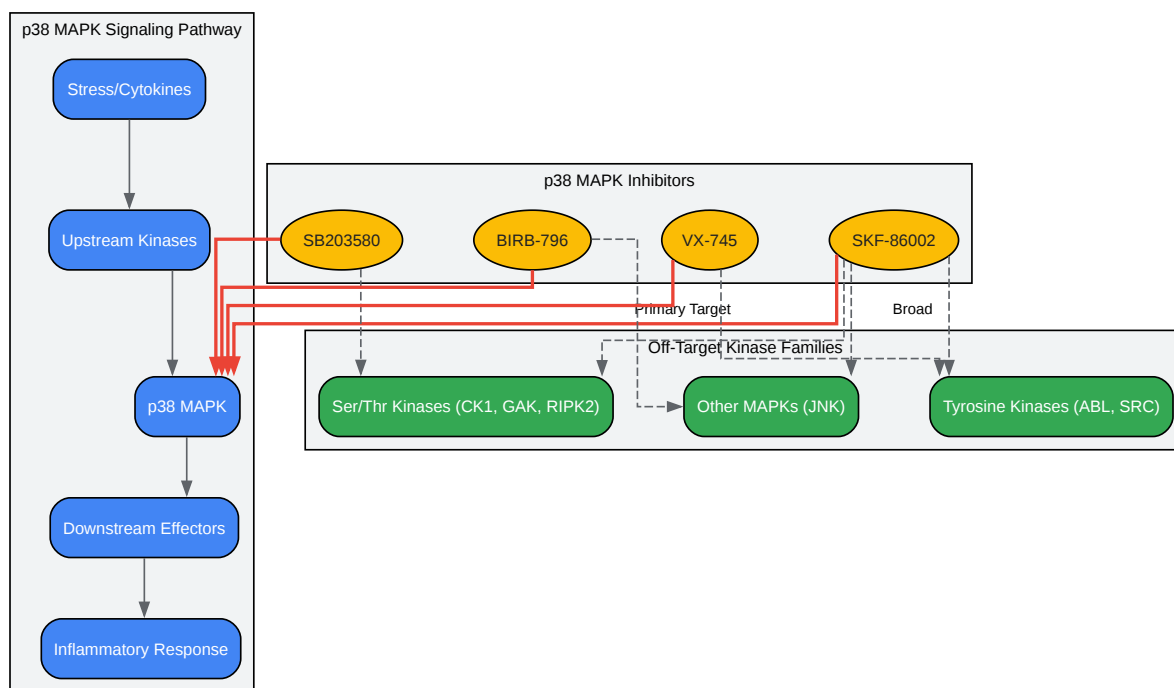 p38 MAPK Signaling Pathway
Stress/Cytokines
p38 MAPK Inhibitors
Upstream Kinases
SB203580
BIRB-796
VX-745
SKF-86002
Primary Target
Broad
Off-Target Kinase Families
p38 MAPK
Ser/Thr Kinases (CK1, GAK, RIPK2)
Other MAPKs (JNK)
Tyrosine Kinases (ABL, SRC)
Downstream Effectors
Inflammatory Response